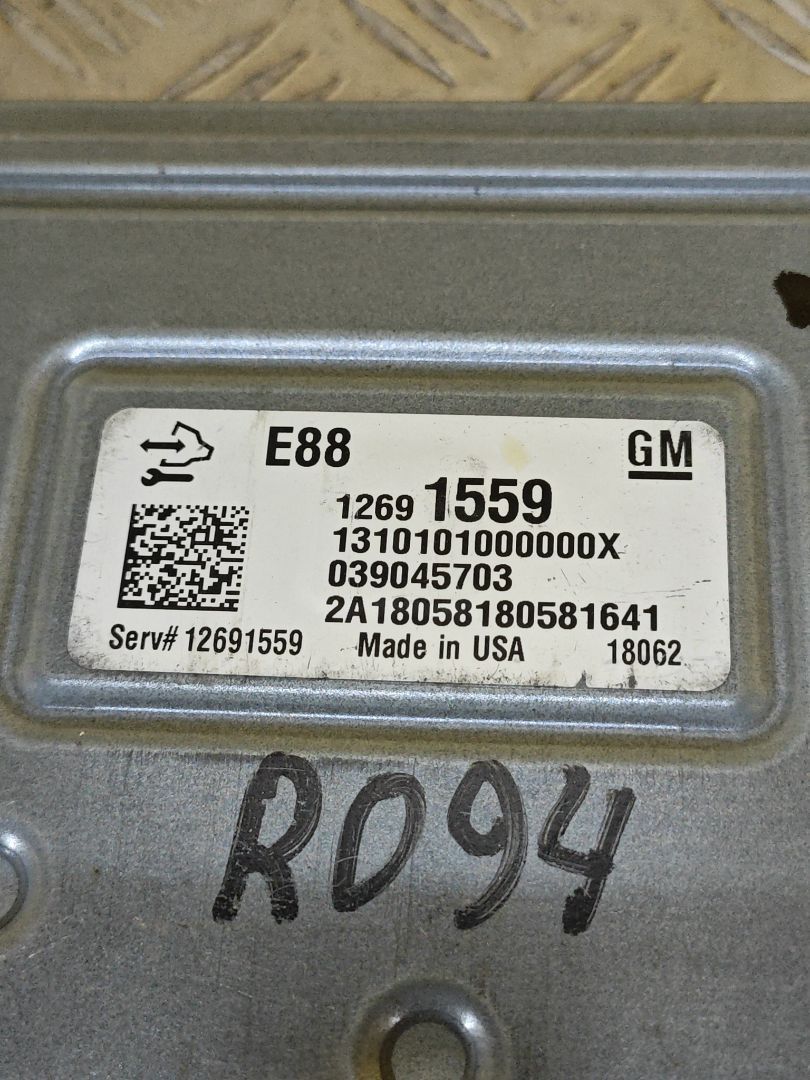 E88 GM
1269 1559
1310101000000X
039045703
2A18058180581641
Serv# 12691559 Made in USA 18062
R094